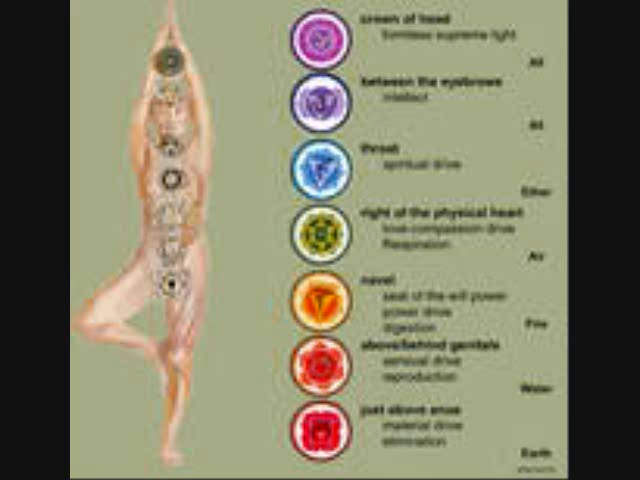 crown of head
formless supreme light
All
between the eyebrows
intellect
All
throat
spiritual drive
Ether
right of the physical heart
love-compassion drive
Respiration
Air
navel
seat of the will power
power drive
digestion
Fire
above/behind genitals
sensual drive
reproduction
Water
just above anus
material drive
elimination
Earth